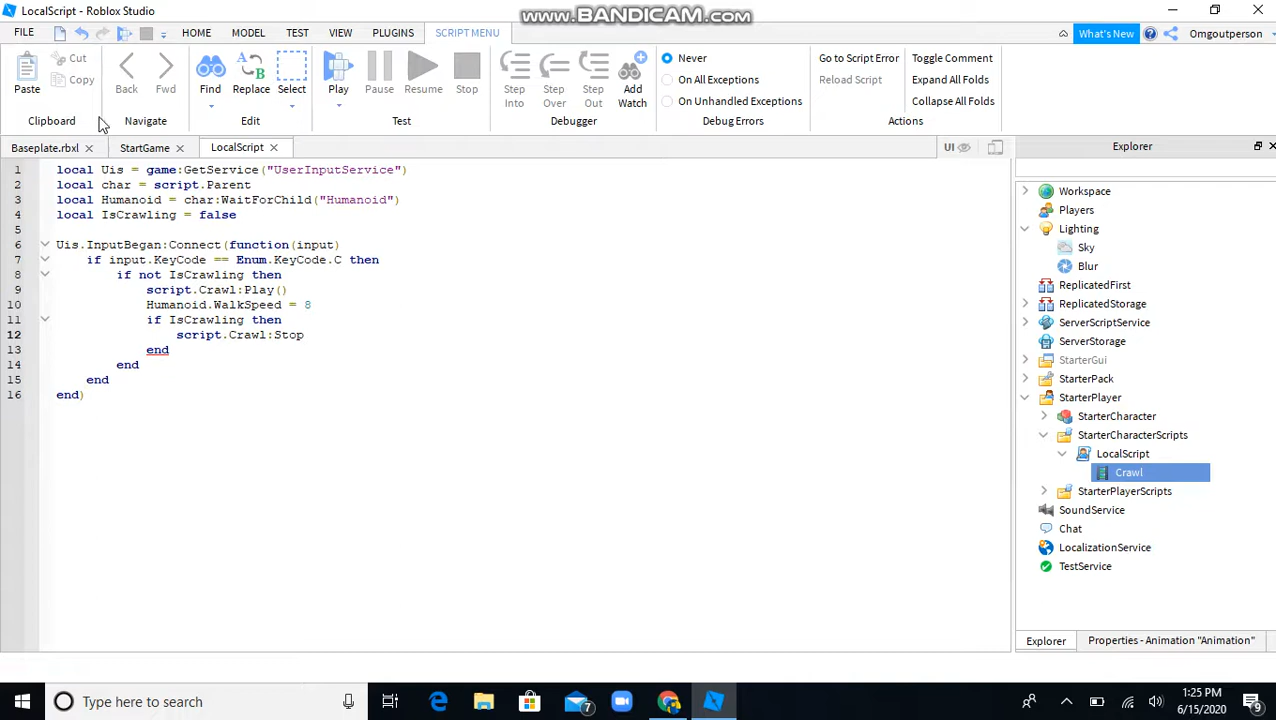 LocalScript - Roblox Studio
www.BANDICAM.com
FILE HOME MODEL TEST VIEW PLUGINS SCRIPT MENU What's New Omgoutperson
Paste Cut Copy Back Fwd Find Replace Select Play Pause Resume Stop Step Into Step Over Step Out Add Watch
Never
On All Exceptions
On Unhandled Exceptions
Go to Script Error
Reload Script
Toggle Comment
Expand All Folds
Collapse All Folds
Clipboard Navigate Edit Test Debugger Debug Errors Actions
Baseplate.rbxl StartGame LocalScript UI Explorer
1 local Uis = game:GetService("UserInputService")
2 local char = script.Parent
3 local Humanoid = char:WaitForChild("Humanoid")
4 local IsCrawling = false
5
6 Uis.InputBegan:Connect(function(input)
7 if input.KeyCode == Enum.KeyCode.C then
8 if not IsCrawling then
9 script.Crawl:Play()
10 Humanoid.WalkSpeed = 8
11 if IsCrawling then
12 script.Crawl:Stop
13 end
14 end
15 end
16 end)
Workspace
Players
Lighting
Sky
Blur
ReplicatedFirst
ReplicatedStorage
ServerScriptService
ServerStorage
StarterGui
StarterPack
StarterPlayer
StarterCharacter
StarterCharacterScripts
LocalScript
Crawl
StarterPlayerScripts
SoundService
Chat
LocalizationService
TestService
Explorer Properties - Animation "Animation"
Type here to search
7
1:25 PM
6/15/2020
9